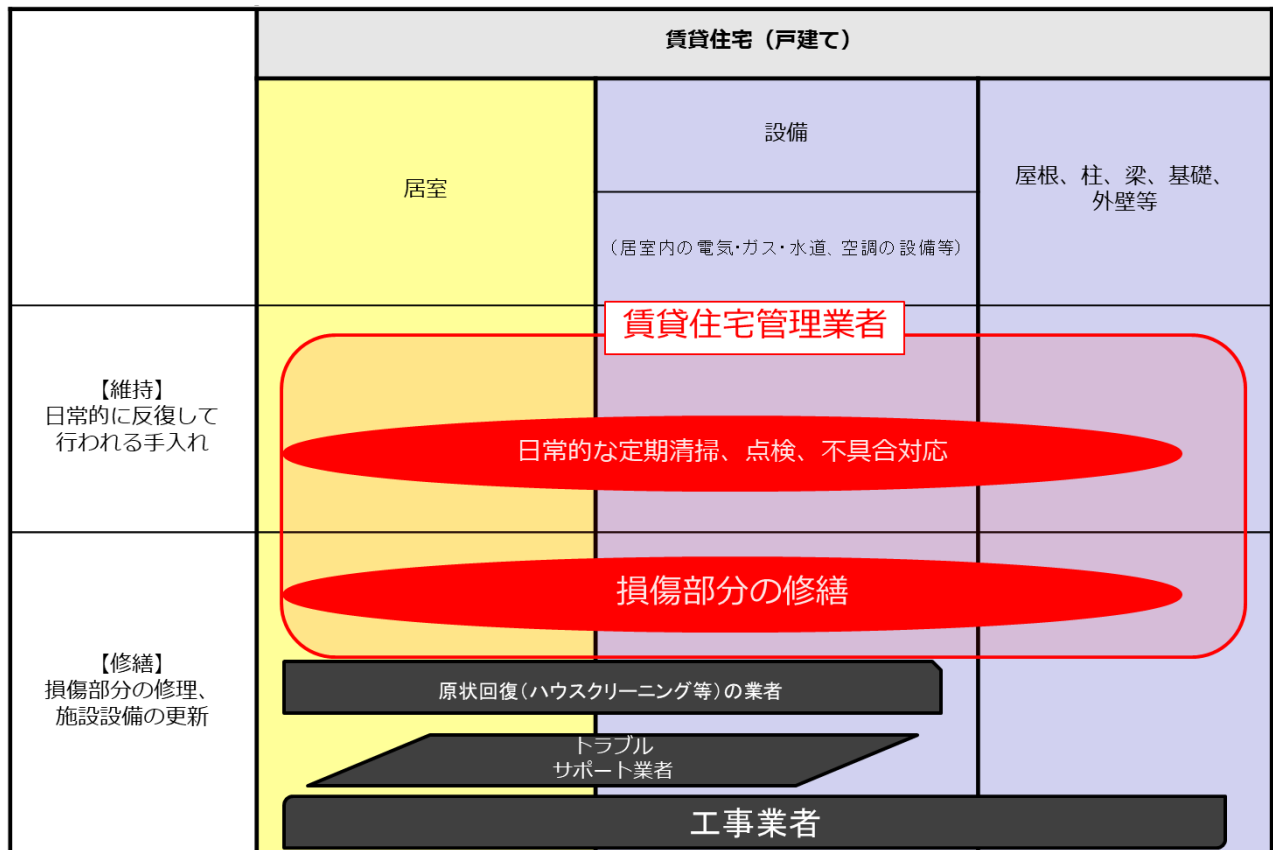 賃貸住宅（戸建て）
居室
設備
（居室内の電気・ガス・水道、空調の設備等）
屋根、柱、梁、基礎、
外壁等
賃貸住宅管理業者
【維持】
日常的に反復して
行われる手入れ
日常的な定期清掃、点検、不具合対応
【修繕】
損傷部分の修理、
施設設備の更新
損傷部分の修繕
原状回復（ハウスクリーニング等）の業者
トラブル
サポート業者
工事業者